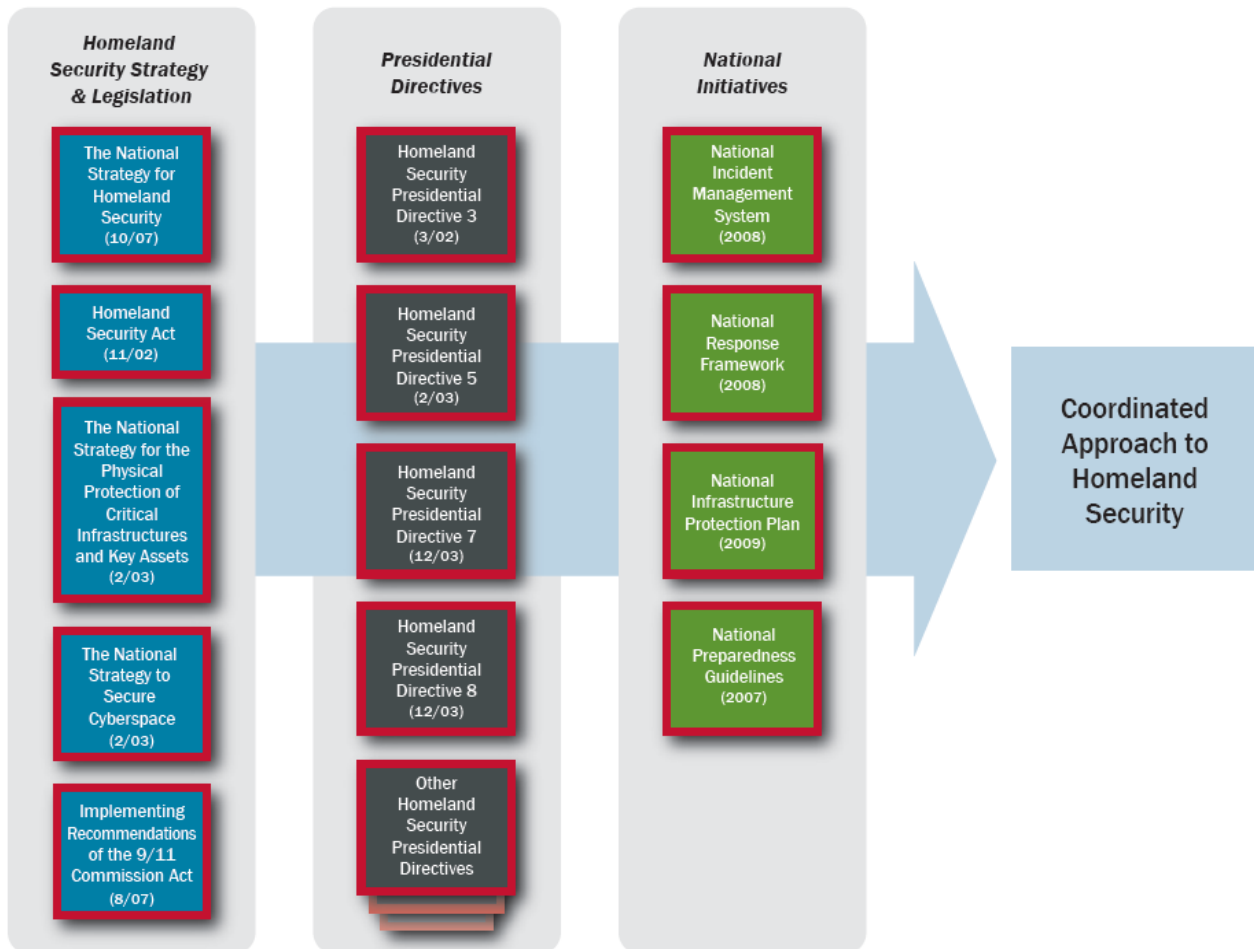 Homeland
Security Strategy
& Legislation
The National
Strategy for
Homeland
Security
(10/07)
Homeland
Security Act
(11/02)
The National
Strategy for the
Physical
Protection of
Critical
Infrastructures
and Key Assets
(2/03)
The National
Strategy to
Secure
Cyberspace
(2/03)
Implementing
Recommendations
of the 9/11
Commission Act
(8/07)
Presidential
Directives
Homeland
Security
Presidential
Directive 3
(3/02)
Homeland
Security
Presidential
Directive 5
(2/03)
Homeland
Security
Presidential
Directive 7
(12/03)
Homeland
Security
Presidential
Directive 8
(12/03)
Other
Homeland
Security
Presidential
Directives
National
Initiatives
National
Incident
Management
System
(2008)
National
Response
Framework
(2008)
National
Infrastructure
Protection Plan
(2009)
National
Preparedness
Guidelines
(2007)
Coordinated
Approach to
Homeland
Security